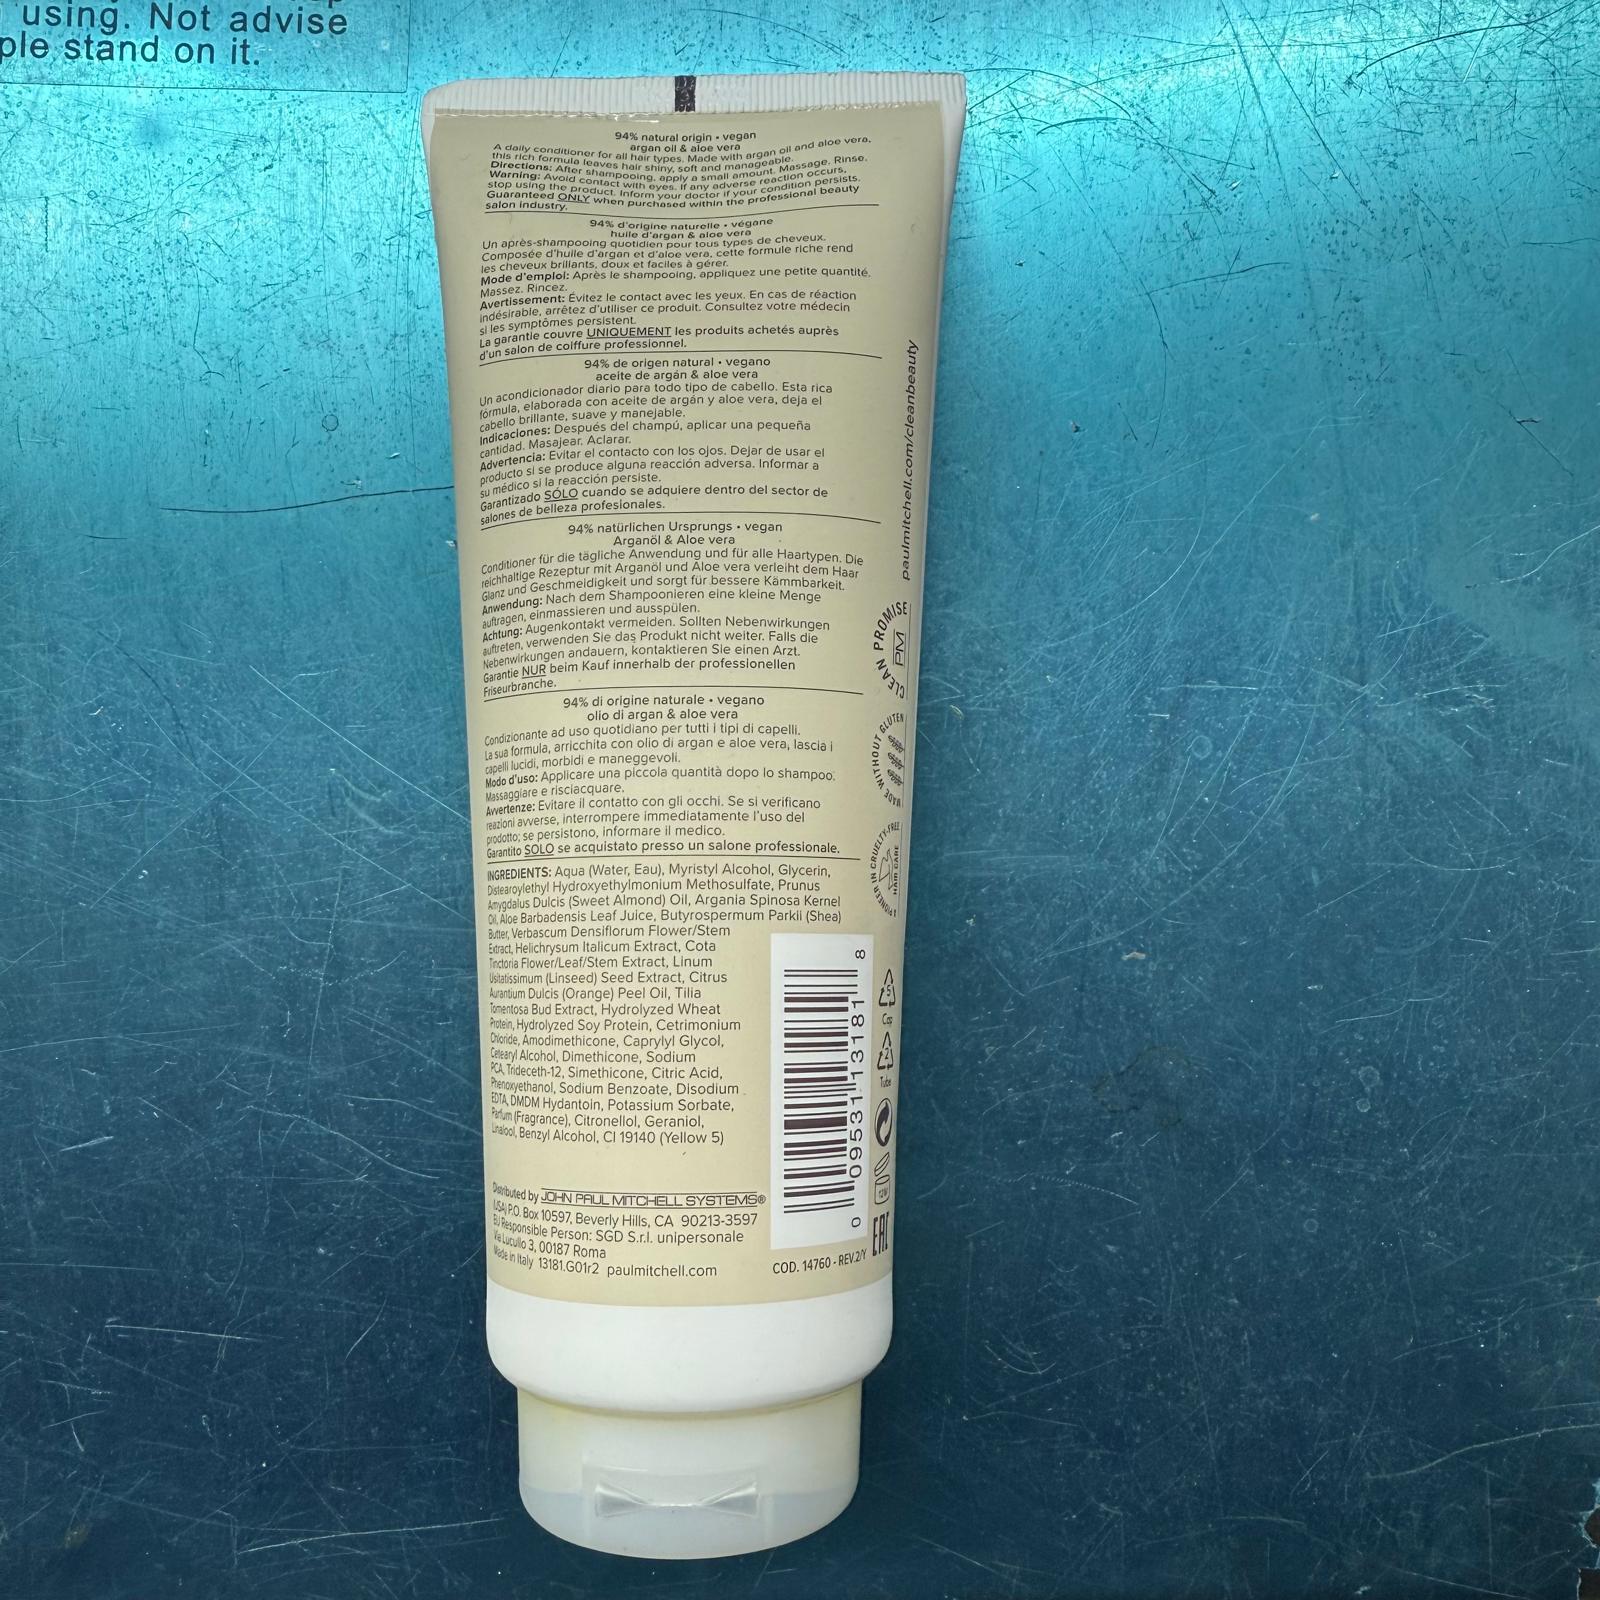 using. Not advise
ple stand on it.
94% natural origin • vegan
argan oil & aloe vera
A daily conditioner for all hair types. Made with argan oil and aloe vera,
this rich formula leaves hair shiny, soft and manageable.
Directions: After shampooing, apply a small amount. Massage. Rinse.
Warning: Avoid contact with eyes. If any adverse reaction occurs,
stop using the product. Inform your doctor if your condition persists.
Guaranteed ONLY when purchased within the professional beauty
salon industry.
94% d'origine naturelle • végane
huile d'argan & aloe vera
Un après-shampooing quotidien pour tous types de cheveux.
Composée d'huile d'argan et d'aloe vera, cette formule riche rend
les cheveux brillants, doux et faciles à gérer.
Mode d'emploi: Après le shampooing, appliquez une petite quantité.
Massez. Rincez.
Avertissement: Évitez le contact avec les yeux. En cas de réaction
indésirable, arrêtez d'utiliser ce produit. Consultez votre médecin
si les symptômes persistent.
La garantie couvre UNIQUEMENT les produits achetés auprès
d'un salon de coiffure professionnel.
94% de origen natural • vegano
aceite de argán & aloe vera
Un acondicionador diario para todo tipo de cabello. Esta rica
fórmula, elaborada con aceite de argán y aloe vera, deja el
cabello brillante, suave y manejable.
Indicaciones: Después del champú, aplicar una pequeña
cantidad. Masajear. Aclarar.
Advertencia: Evitar el contacto con los ojos. Dejar de usar el
producto si se produce alguna reacción adversa. Informar a
su médico si la reacción persiste.
Garantizado SÓLO cuando se adquiere dentro del sector de
salones de belleza profesionales.
94% natürlichen Ursprungs • vegan
Arganöl & Aloe vera
Conditioner für die tägliche Anwendung und für alle Haartypen. Die
reichhaltige Rezeptur mit Arganöl und Aloe vera verleiht dem Haar
Glanz und Geschmeidigkeit und sorgt für bessere Kämmbarkeit.
Anwendung: Nach dem Shampoonieren eine kleine Menge
auftragen, einmassieren und ausspülen.
Achtung: Augenkontakt vermeiden. Sollten Nebenwirkungen
auftreten, verwenden Sie das Produkt nicht weiter. Falls die
Nebenwirkungen andauern, kontaktieren Sie einen Arzt.
Garantie NUR beim Kauf innerhalb der professionellen
Friseurbranche.
94% di origine naturale • vegano
olio di argan & aloe vera
Condizionante ad uso quotidiano per tutti i tipi di capelli.
La sua formula, arricchita con olio di argan e aloe vera, lascia i
capelli lucidi, morbidi e maneggevoli.
Modo d'uso: Applicare una piccola quantità dopo lo shampoo.
Massaggiare e risciacquare.
Avvertenze: Evitare il contatto con gli occhi. Se si verificano
reazioni avverse, interrompere immediatamente l'uso del
prodotto; se persistono, informare il medico.
Garantito SOLO se acquistato presso un salone professionale.
INGREDIENTS: Aqua (Water, Eau), Myristyl Alcohol, Glycerin,
Distearoylethyl Hydroxyethylmonium Methosulfate, Prunus
Amygdalus Dulcis (Sweet Almond) Oil, Argania Spinosa Kernel
Oil, Aloe Barbadensis Leaf Juice, Butyrospermum Parkii (Shea)
Butter, Verbascum Densiflorum Flower/Stem
Extract, Helichrysum Italicum Extract, Cota
Tinctoria Flower/Leaf/Stem Extract, Linum
Usitatissimum (Linseed) Seed Extract, Citrus
Aurantium Dulcis (Orange) Peel Oil, Tilia
Tomentosa Bud Extract, Hydrolyzed Wheat
Protein, Hydrolyzed Soy Protein, Cetrimonium
Chloride, Amodimethicone, Caprylyl Glycol,
Cetearyl Alcohol, Dimethicone, Sodium
PCA, Trideceth-12, Simethicone, Citric Acid,
Phenoxyethanol, Sodium Benzoate, Disodium
EDTA, DMDM Hydantoin, Potassium Sorbate,
Parfum (Fragrance), Citronellol, Geraniol,
Linalool, Benzyl Alcohol, CI 19140 (Yellow 5)
Distributed by JOHN PAUL MITCHELL SYSTEMS®
(USA) P.O. Box 10597, Beverly Hills, CA 90213-3597
EU Responsible Person: SGD S.r.l. unipersonale
Via Lucullo 3, 00187 Roma
Made in Italy 13181.G01r2 paulmitchell.com
paulmitchell.com/cleanbeauty
CLEAN PROMISE
PM
MADE WITHOUT GLUTEN
A PIONEER IN CRUELTY-FREE
HAIR CARE
0 09531 13181 8
5
Cap
2
Tube
12M
EAC
COD. 14760 - REV.2/Y